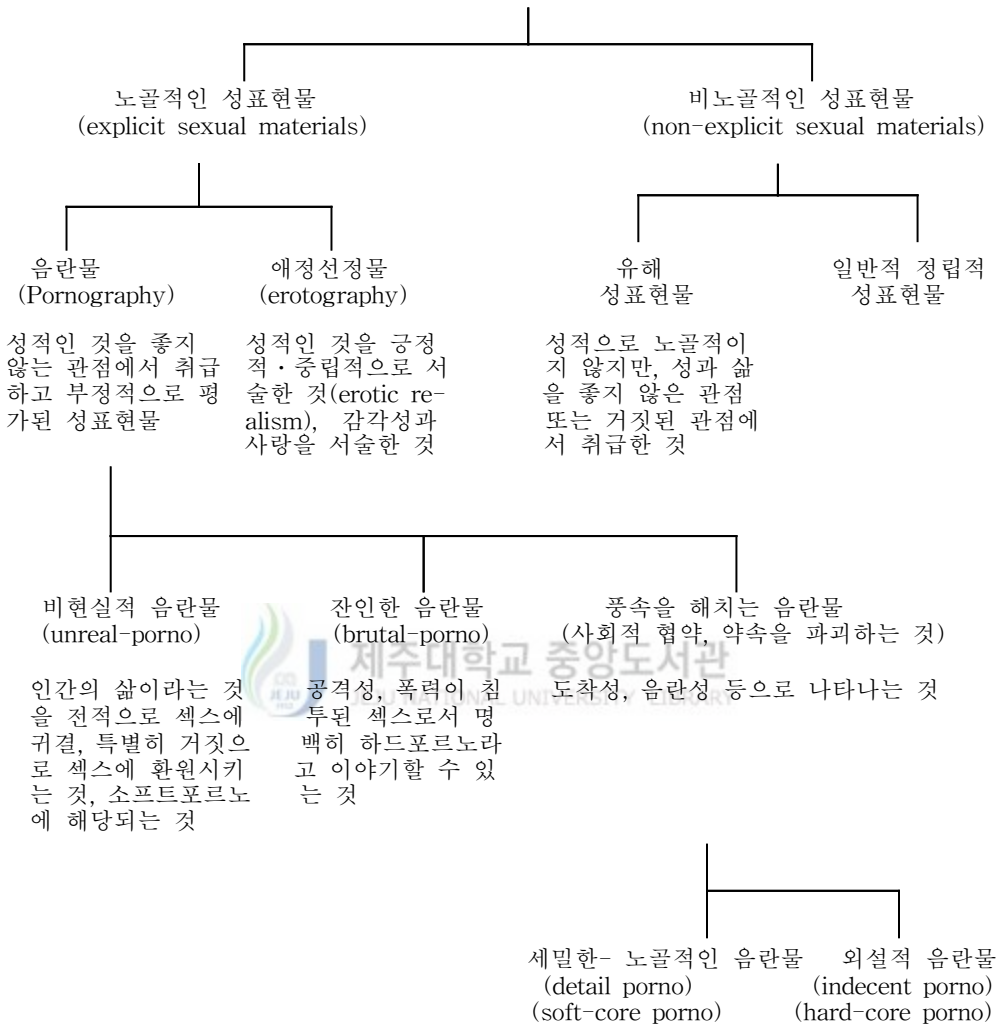 노골적인 성표현물
(explicit sexual materials)
비노골적인 성표현물
(non-explicit sexual materials)
음란물
(Pornography)
애정선정물
(erotography)
유해
성표현물
일반적 정립적
성표현물
성적인 것을 좋지
않는 관점에서 취급
하고 부정적으로 평
가된 성표현물
성적인 것을 긍정
적·중립적으로 서
술한 것(erotic re-
alism), 감각성과
사랑을 서술한 것
성적으로 노골적이
지 않지만, 성과 삶
을 좋지 않은 관점
또는 거짓된 관점에
서 취급한 것
비현실적 음란물
(unreal-porno)
잔인한 음란물
(brutal-porno)
풍속을 해치는 음란물
(사회적 협약, 약속을 파괴하는 것)
인간의 삶이라는 것
을 전적으로 섹스에
귀결, 특별히 거짓으
로 섹스에 환원시키
는 것, 소프트포르노
에 해당되는 것
공격성, 폭력이 침
투된 섹스로서 명
백히 하드포르노라
고 이야기할 수 있
는 것
도착성, 음란성 등으로 나타나는 것
제주대학교 중앙도서관
JEJU NATIONAL UNIVERSITY LIBRARY
JEJU
1952
세밀한- 노골적인 음란물
(detail porno)
(soft-core porno)
외설적 음란물
(indecent porno)
(hard-core porno)